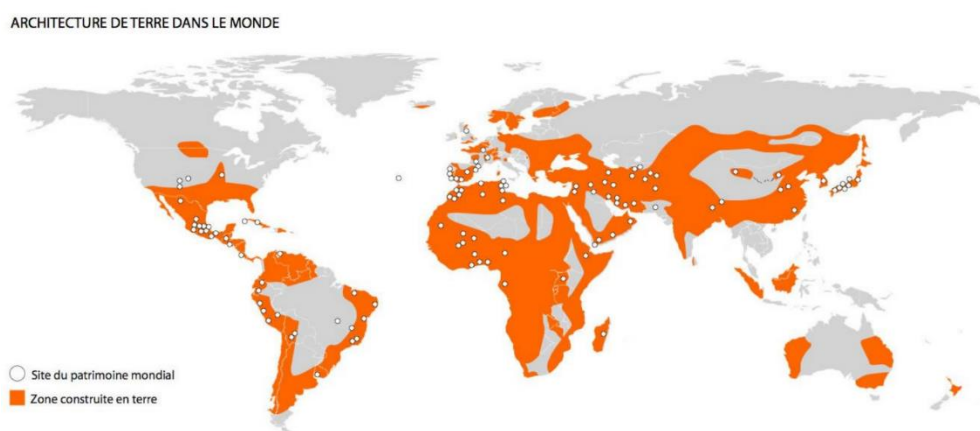 ARCHITECTURE DE TERRE DANS LE MONDE
Site du patrimoine mondial
Zone construite en terre